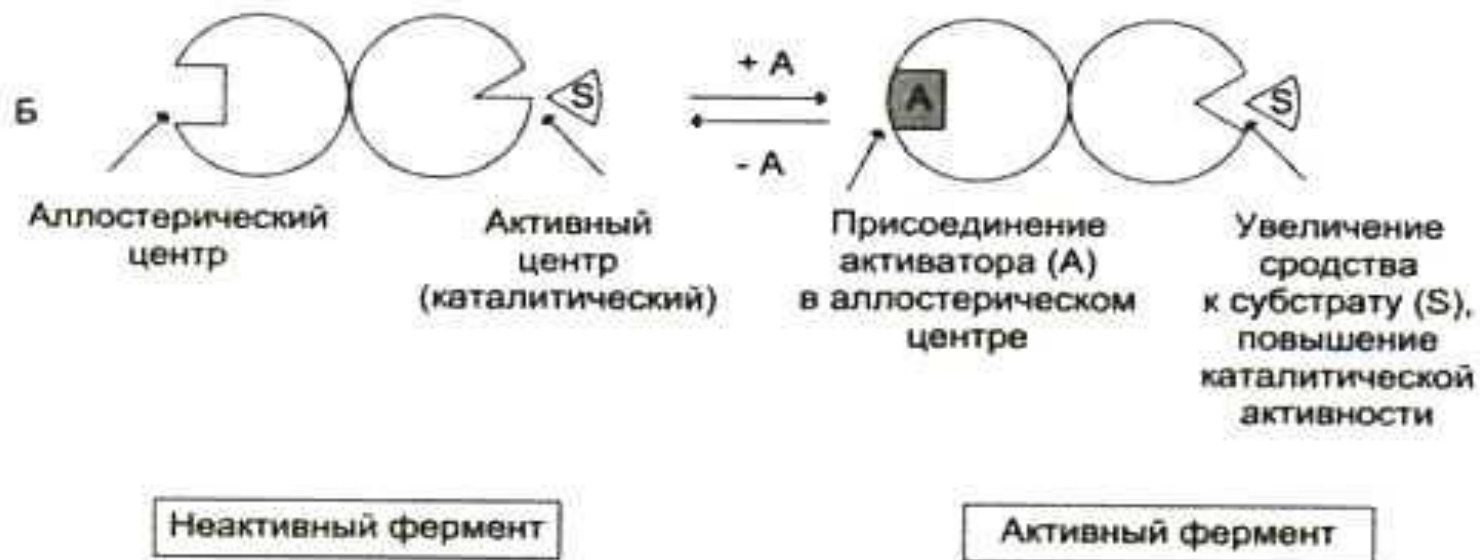 Б
S
+ A
- A
A
S
Аллостерический
центр
Активный
центр
(каталитический)
Присоединение
активатора (А)
в аллостерическом
центре
Увеличение
сродства
к субстрату (S),
повышение
каталитической
активности
Неактивный фермент
Активный фермент